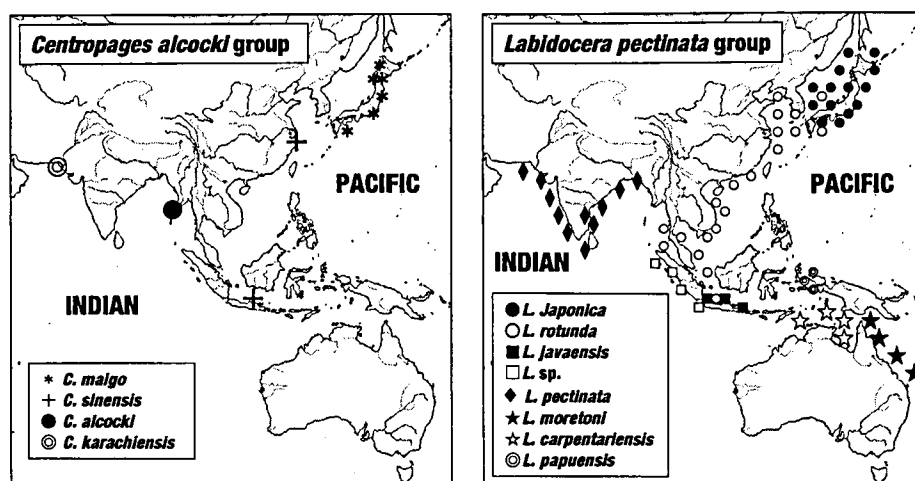 Centropages alcocki group
PACIFIC
INDIAN
C. maigo
C. sinensis
C. alcocki
C. karachiensis
Labidocera pectinata group
PACIFIC
INDIAN
L. Japonica
L. rotunda
L. javaensis
L. sp.
L. pectinata
L. moretoni
L. carpentariensis
L. papuensis